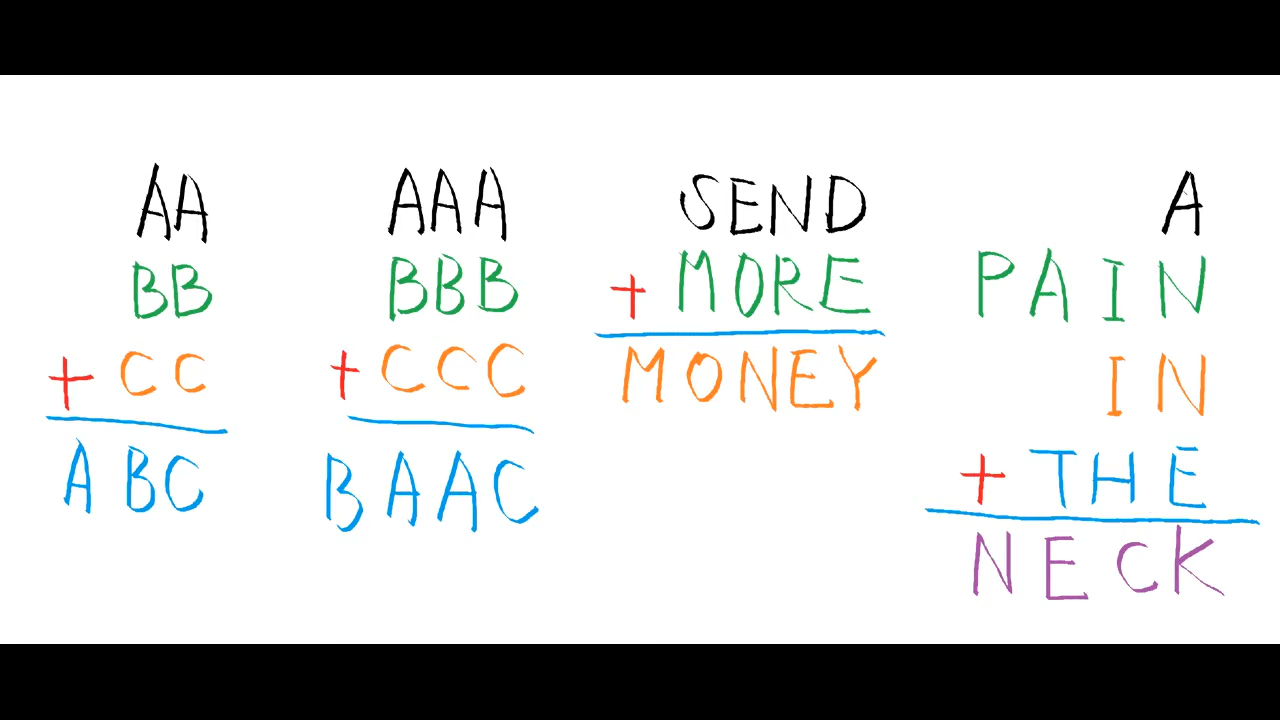 AA
BB
+ CC
ABC
AAA
BBB
+ CCC
BAAC
SEND
+ MORE
MONEY
A
PAIN
IN
+ THE
NECK